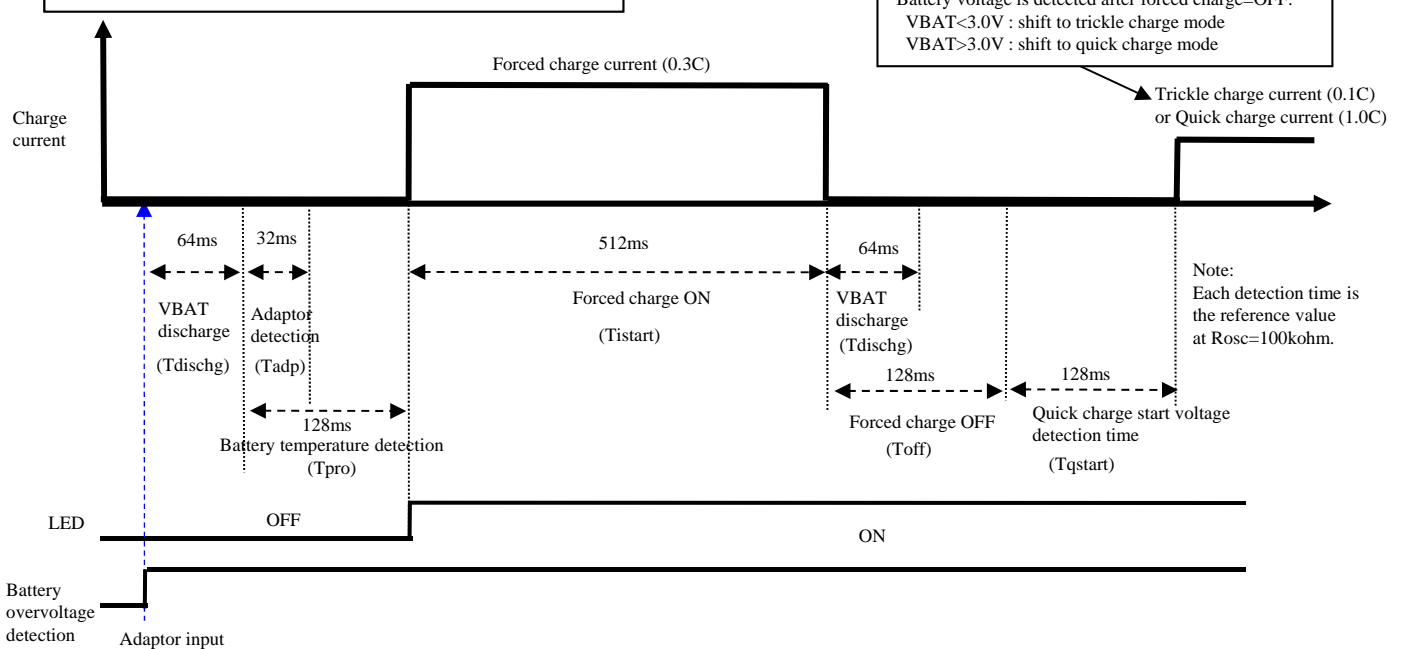 Battery voltage is detected after forced charge=OFF.
VBAT<3.0V : shift to trickle charge mode
VBAT>3.0V : shift to quick charge mode
Forced charge current (0.3C)
Trickle charge current (0.1C)
or Quick charge current (1.0C)
Charge
current
64ms
32ms
512ms
64ms
VBAT
discharge
(Tdischg)
Adaptor
detection
(Tadp)
Forced charge ON
(Tistart)
VBAT
discharge
(Tdischg)
Note:
Each detection time is
the reference value
at Rosc=100kohm.
128ms
Battery temperature detection
(Tpro)
128ms
Forced charge OFF
(Toff)
128ms
Quick charge start voltage
detection time
(Tqstart)
LED
OFF
ON
Battery
overvoltage
detection
Adaptor input